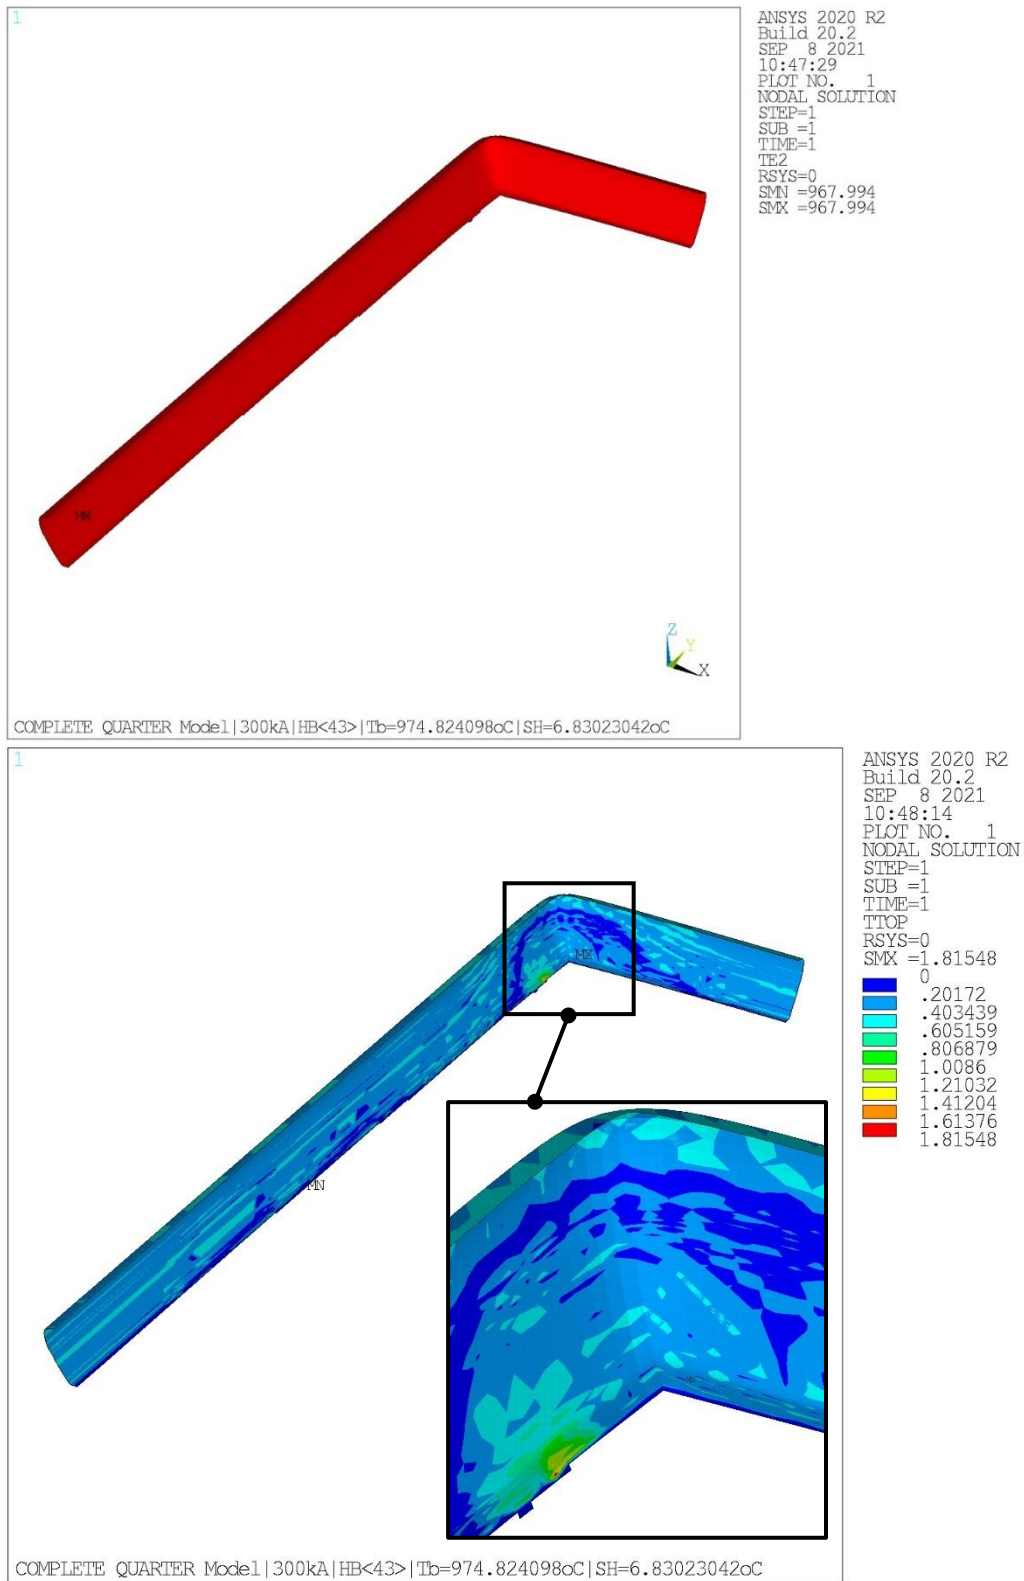 1
ANSYS 2020 R2
Build 20.2
SEP 8 2021
10:47:29
PLOT NO. 1
NODAL SOLUTION
STEP=1
SUB =1
TIME=1
TE2
RSYS=0
SMN =967.994
SMX =967.994
Z
Y
X
COMPLETE QUARTER Model|300kA|HB<43>|Tb=974.824098oC|SH=6.83023042oC
1
ANSYS 2020 R2
Build 20.2
SEP 8 2021
10:48:14
PLOT NO. 1
NODAL SOLUTION
STEP=1
SUB =1
TIME=1
TTOP
RSYS=0
SMX =1.81548
0
.20172
.403439
.605159
.806879
1.0086
1.21032
1.41204
1.61376
1.81548
MX
MN
COMPLETE QUARTER Model|300kA|HB<43>|Tb=974.824098oC|SH=6.83023042oC